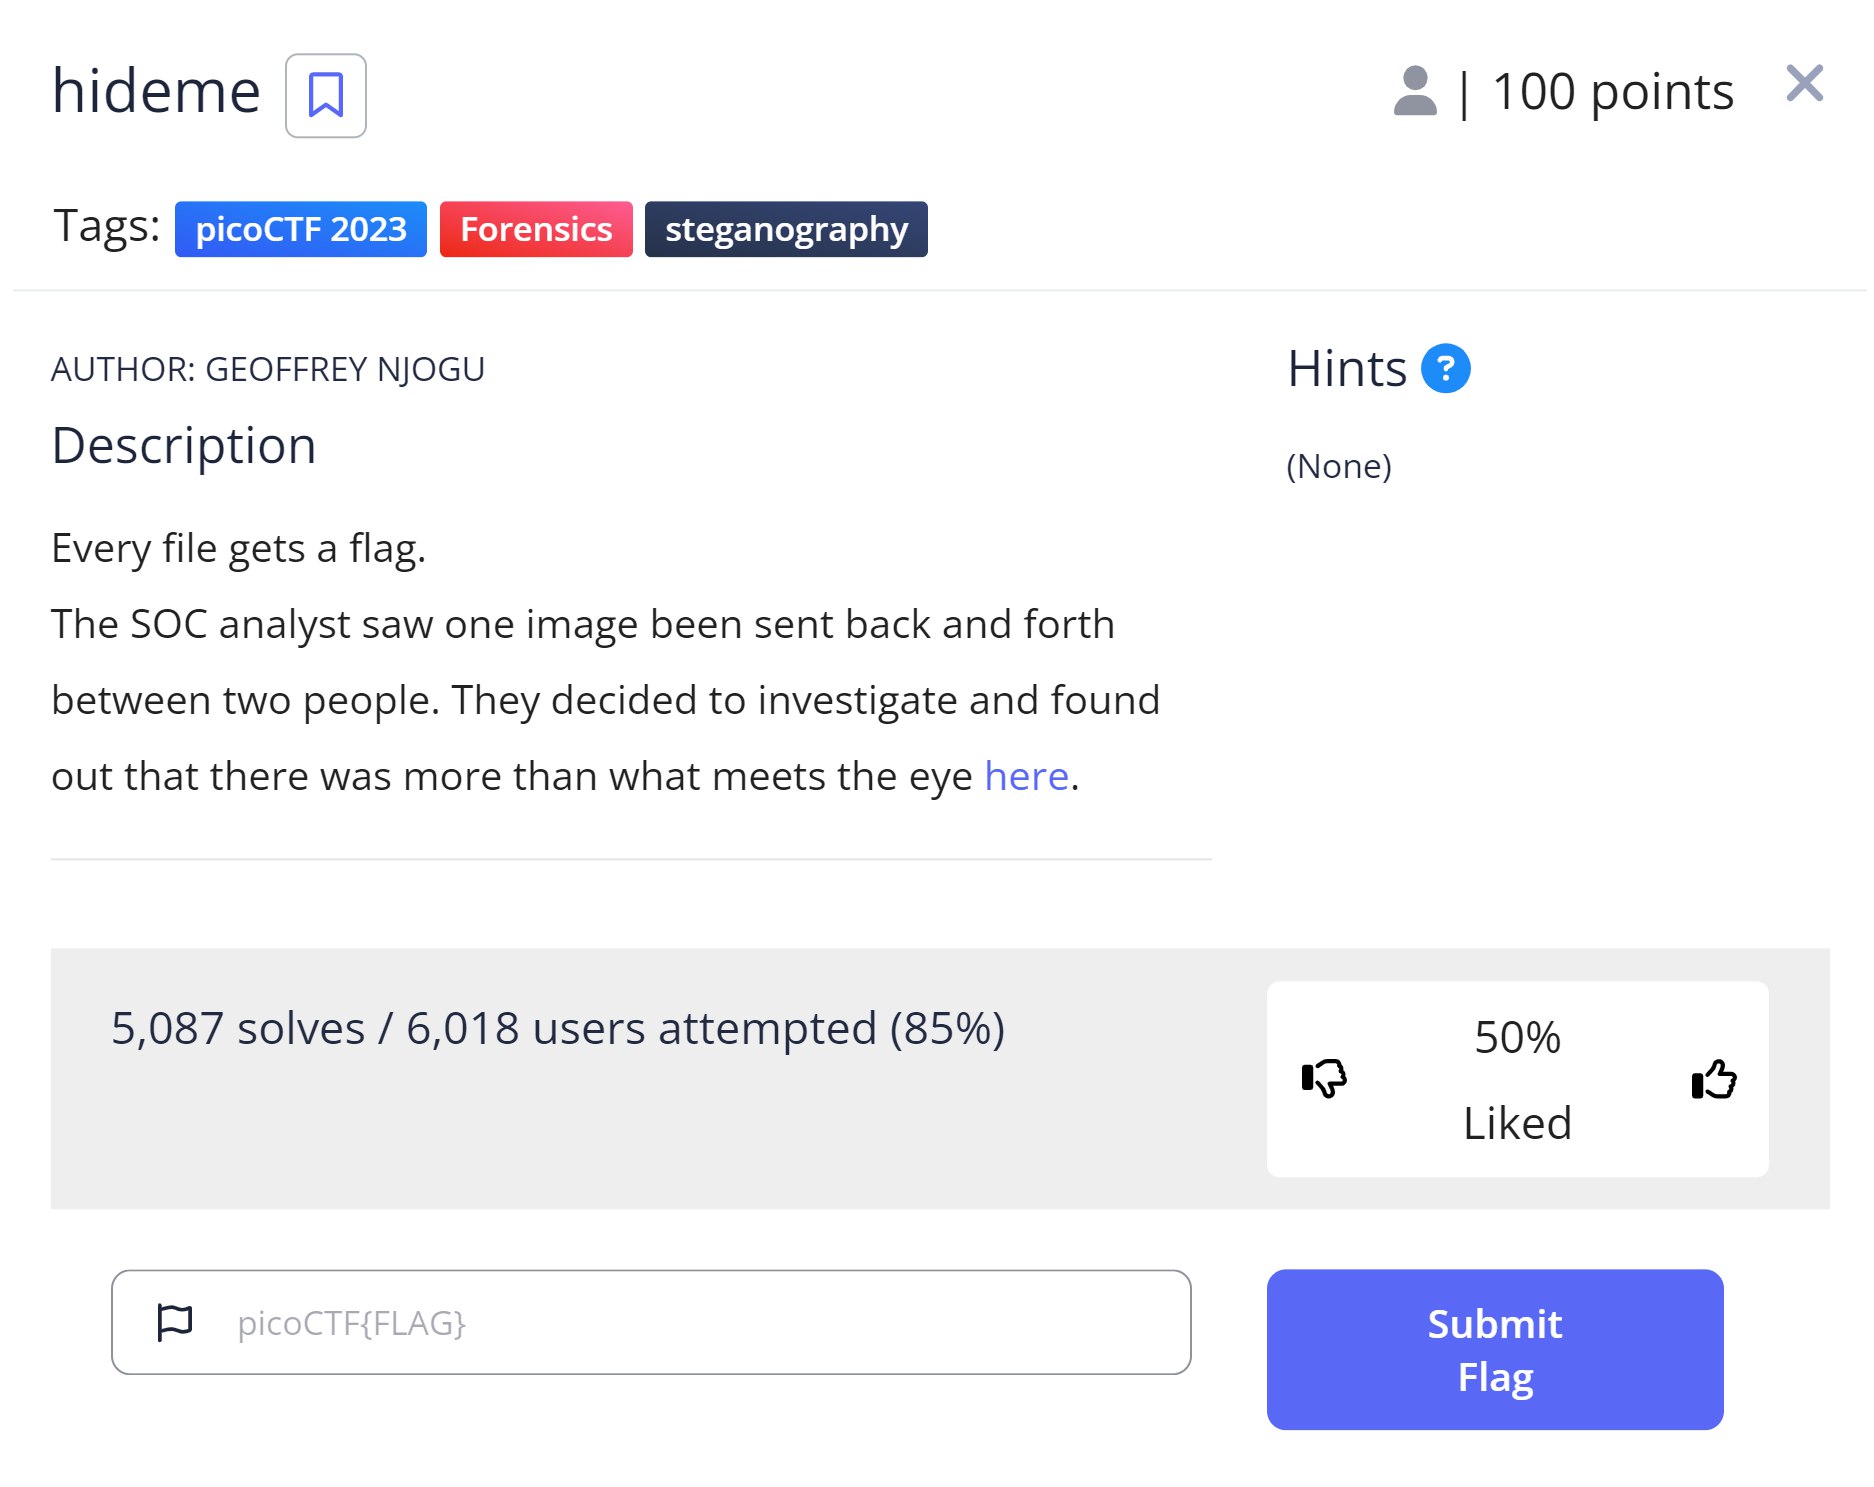 hideme
| 100 points
Tags: picoCTF 2023 Forensics steganography
AUTHOR: GEOFFREY NJOGU
Description
Every file gets a flag.
The SOC analyst saw one image been sent back and forth
between two people. They decided to investigate and found
out that there was more than what meets the eye here.
Hints ?
(None)
5,087 solves / 6,018 users attempted (85%)
50%
Liked
picoCTF{FLAG}
Submit
Flag